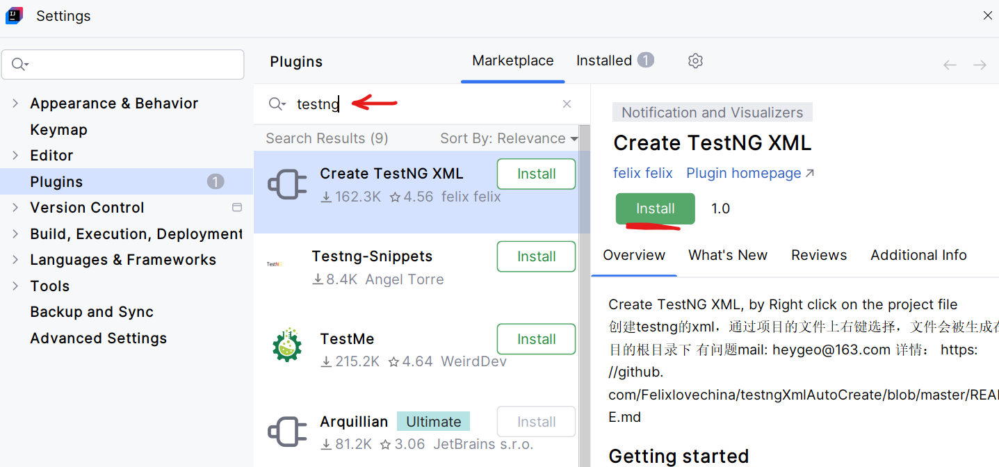 Settings
Appearance & Behavior
Keymap
Editor
Plugins 1
Version Control
Build, Execution, Deployment
Languages & Frameworks
Tools
Backup and Sync
Advanced Settings
Plugins
Marketplace
Installed 1
testng
Search Results (9) Sort By: Relevance
Create TestNG XML Install
162.3K 4.56 felix felix
TestNG
Testng-Snippets Install
8.4K Angel Torre
TestMe Install
215.2K 4.64 WeirdDev
Arquillian Ultimate Install
81.2K 3.06 JetBrains s.r.o.
Notification and Visualizers
Create TestNG XML
felix felix Plugin homepage ↗
Install 1.0
Overview What's New Reviews Additional Info
Create TestNG XML, by Right click on the project file
创建testng的xml，通过项目的文件上右键选择，文件会被生成在
目的根目录下 有问题mail: heygeo@163.com 详情： https:
//github.
com/Felixlovechina/testngXmlAutoCreate/blob/master/REA
E.md
Getting started